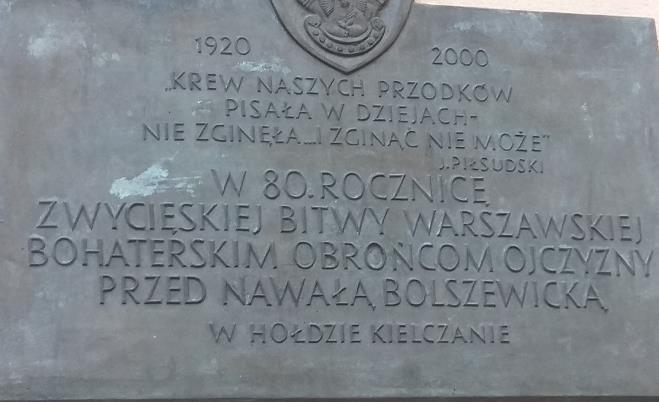 1920 2000
„KREW NASZYCH PRZODKÓW
PISAŁA W DZIEJACH-
NIE ZGINĘŁA...I ZGINĄĆ NIE MOŻE"
J.PIŁSUDSKI
W 80.ROCZNICĘ
ZWYCIĘSKIEJ BITWY WARSZAWSKIEJ
BOHATERSKIM OBROŃCOM OJCZYZNY
PRZED NAWAŁĄ BOLSZEWICKĄ
W HOŁDZIE KIELCZANIE